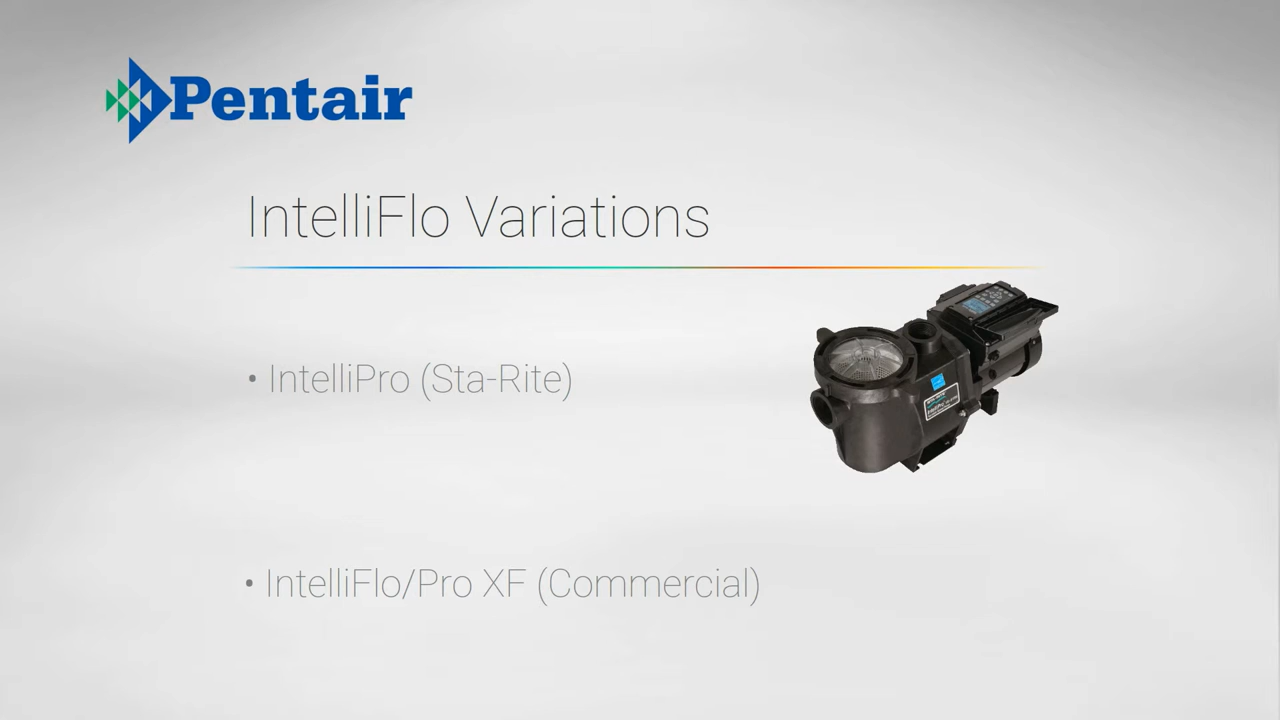 Pentair
IntelliFlo Variations
• IntelliPro (Sta-Rite)
• IntelliFlo/Pro XF (Commercial)